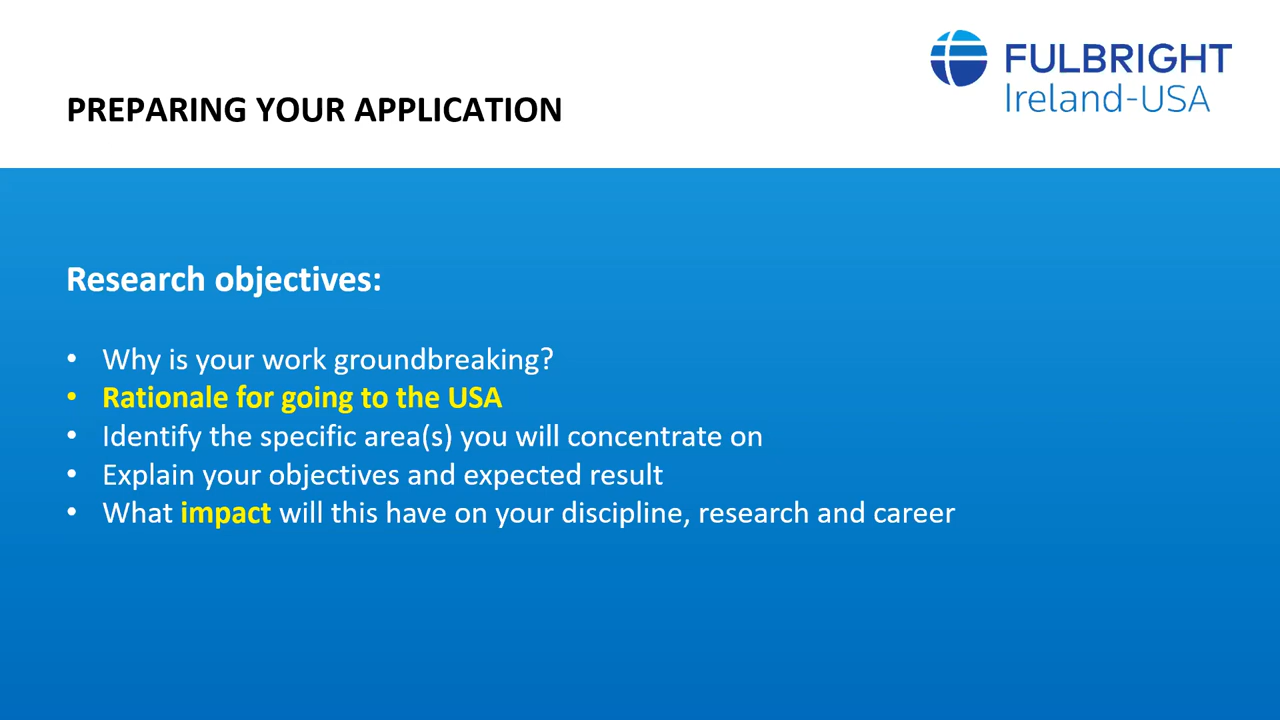 FULBRIGHT
Ireland-USA
PREPARING YOUR APPLICATION
Research objectives:
• Why is your work groundbreaking?
• Rationale for going to the USA
• Identify the specific area(s) you will concentrate on
• Explain your objectives and expected result
• What impact will this have on your discipline, research and career